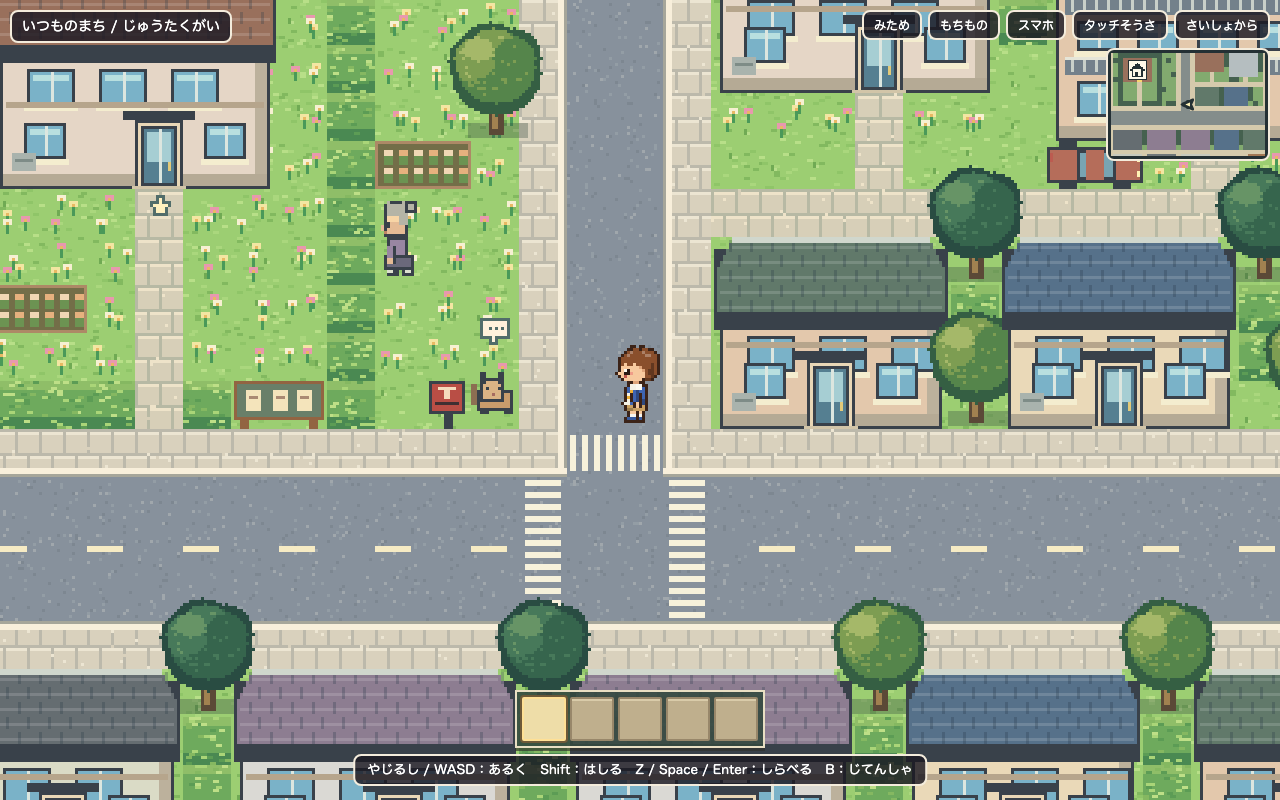 いつものまち / じゅうたくがい
みため
もちもの
スマホ
タッチそうさ
さいしょから
やじるし / WASD：あるく　Shift：はしる　Z / Space / Enter：しらべる　B：じてんしゃ